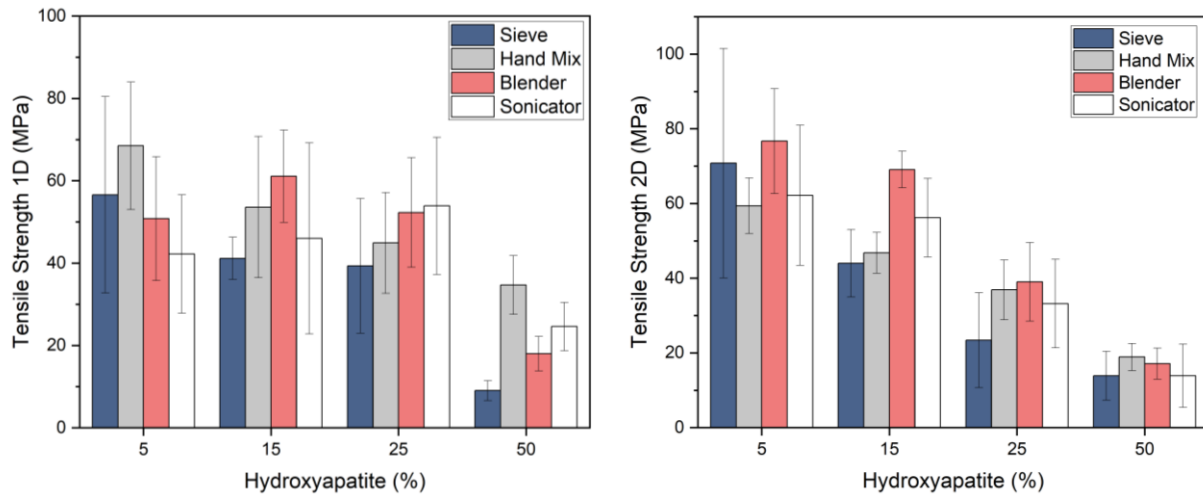 Tensile Strength 1D (MPa)
100
80
60
40
20
0
Sieve
Hand Mix
Blender
Sonicator
5 15 25 50
Hydroxyapatite (%)
Tensile Strength 2D (MPa)
100
80
60
40
20
0
Sieve
Hand Mix
Blender
Sonicator
5 15 25 50
Hydroxyapatite (%)